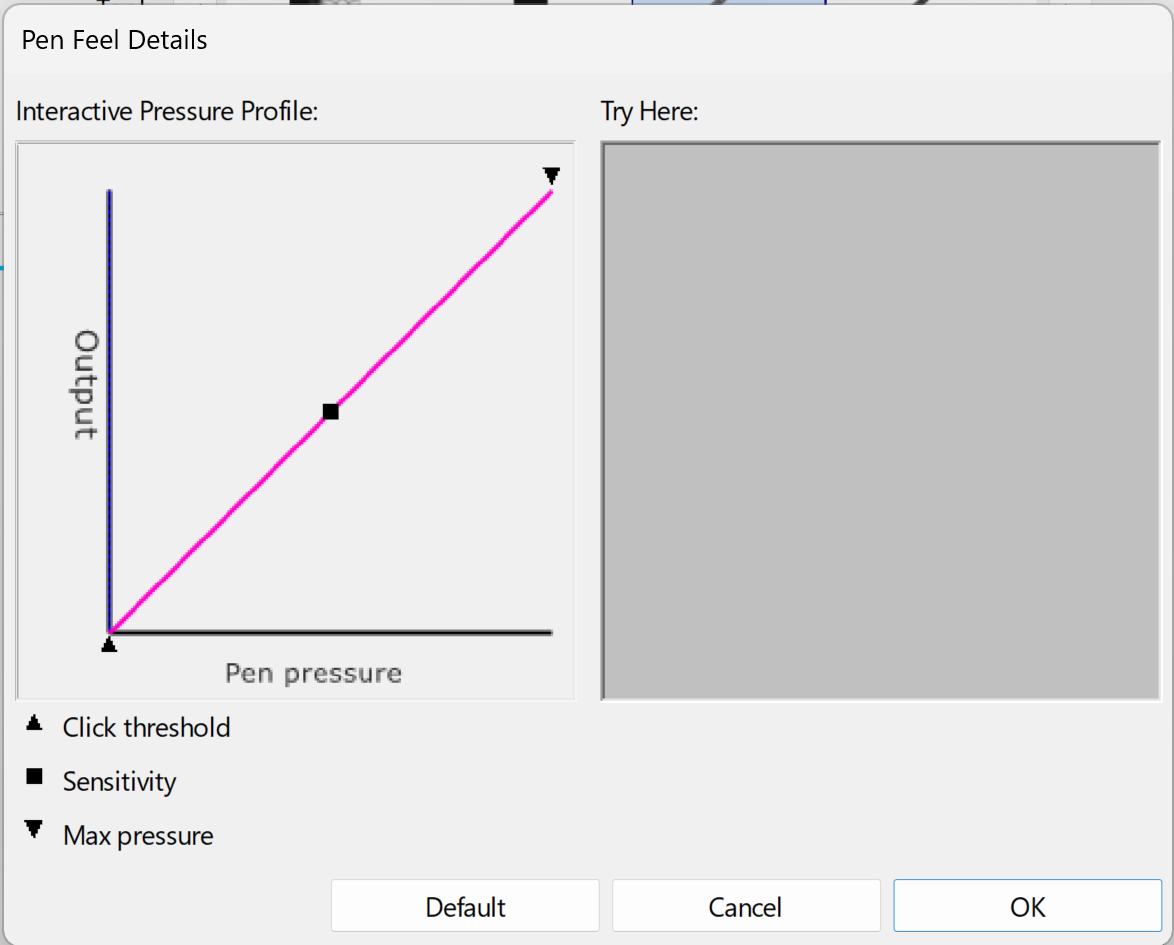 Pen Feel Details
Interactive Pressure Profile:
Try Here:
Output
Pen pressure
Click threshold
Sensitivity
Max pressure
Default
Cancel
OK